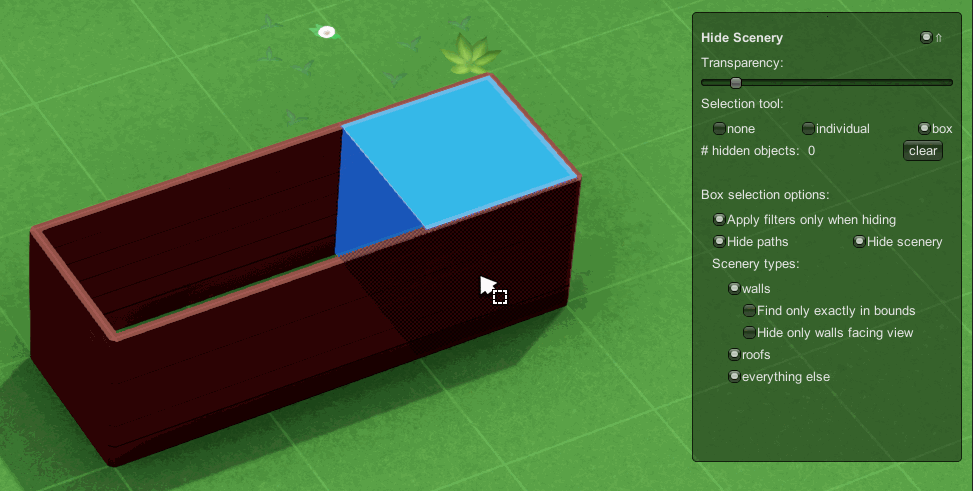 Hide Scenery ⇧
Transparency:
Selection tool:
none individual box
# hidden objects: 0 clear
Box selection options:
Apply filters only when hiding
Hide paths Hide scenery
Scenery types:
walls
Find only exactly in bounds
Hide only walls facing view
roofs
everything else